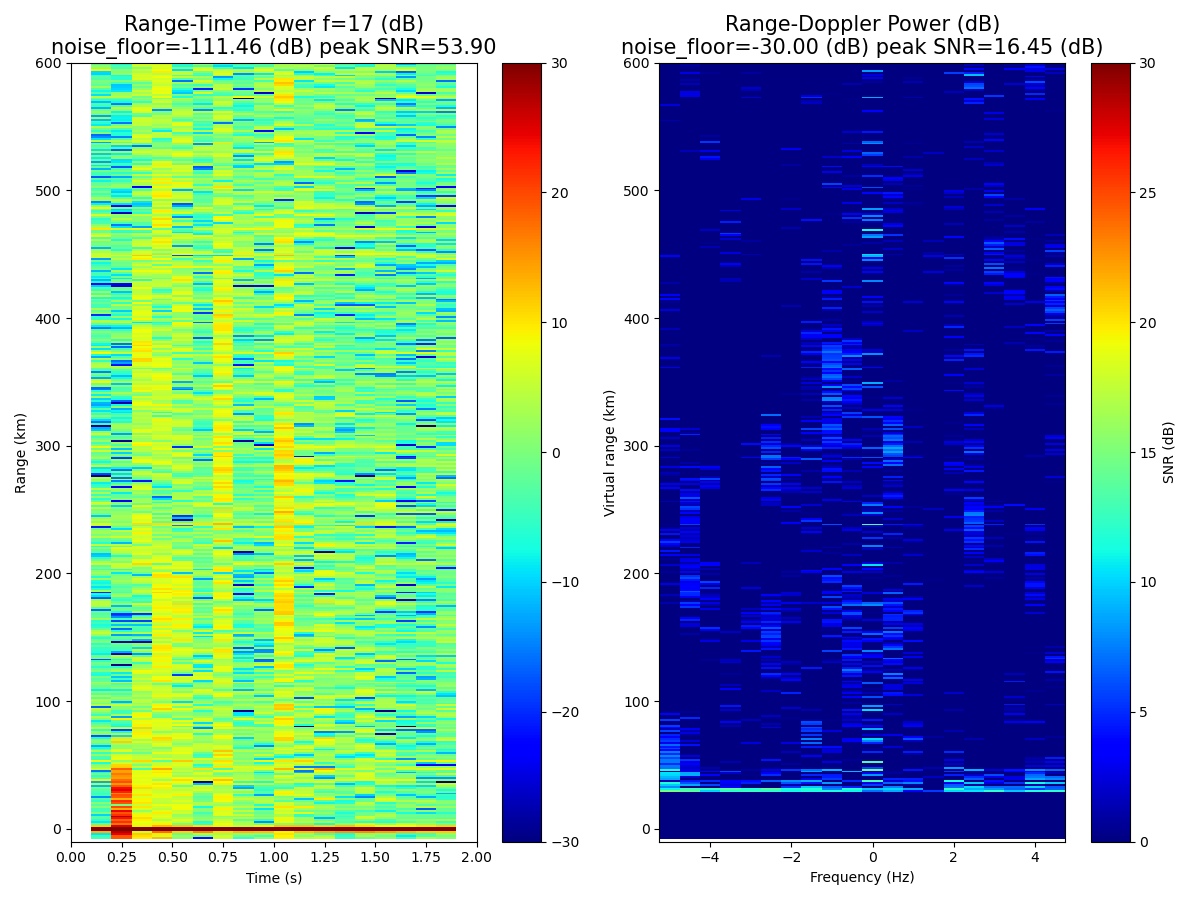 Range-Time Power f=17 (dB)
noise_floor=-111.46 (dB) peak SNR=53.90
600
500
400
300
200
100
0
Range (km)
0.00 0.25 0.50 0.75 1.00 1.25 1.50 1.75 2.00
Time (s)
30
20
10
0
−10
−20
−30
Range-Doppler Power (dB)
noise_floor=-30.00 (dB) peak SNR=16.45 (dB)
600
500
400
300
200
100
0
Virtual range (km)
−4 −2 0 2 4
Frequency (Hz)
30
25
20
15
10
5
0
SNR (dB)